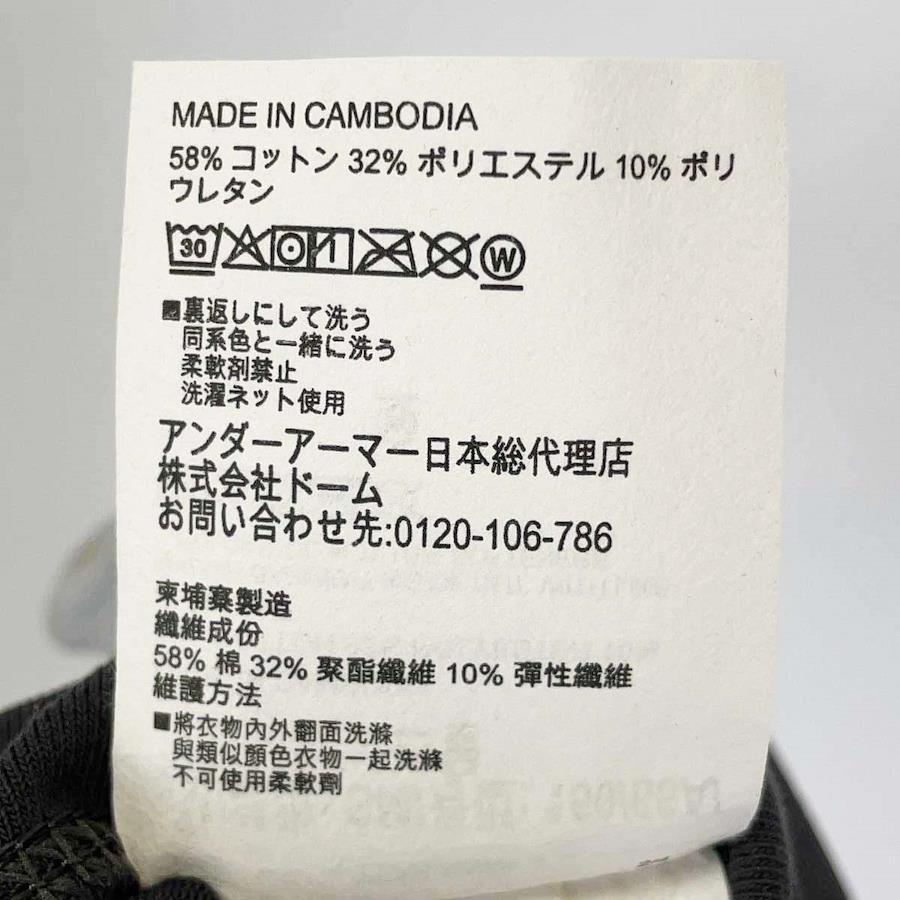 MADE IN CAMBODIA
58% コットン 32% ポリエステル 10% ポリ
ウレタン
30 W
■裏返しにして洗う
同系色と一緒に洗う
柔軟剤禁止
洗濯ネット使用
アンダーアーマー日本総代理店
株式会社ドーム
お問い合わせ先:0120-106-786
柬埔寨製造
纖維成份
58% 棉 32% 聚酯纖維 10% 彈性纖維
維護方法
■將衣物內外翻面洗滌
與類似顏色衣物一起洗滌
不可使用柔軟劑